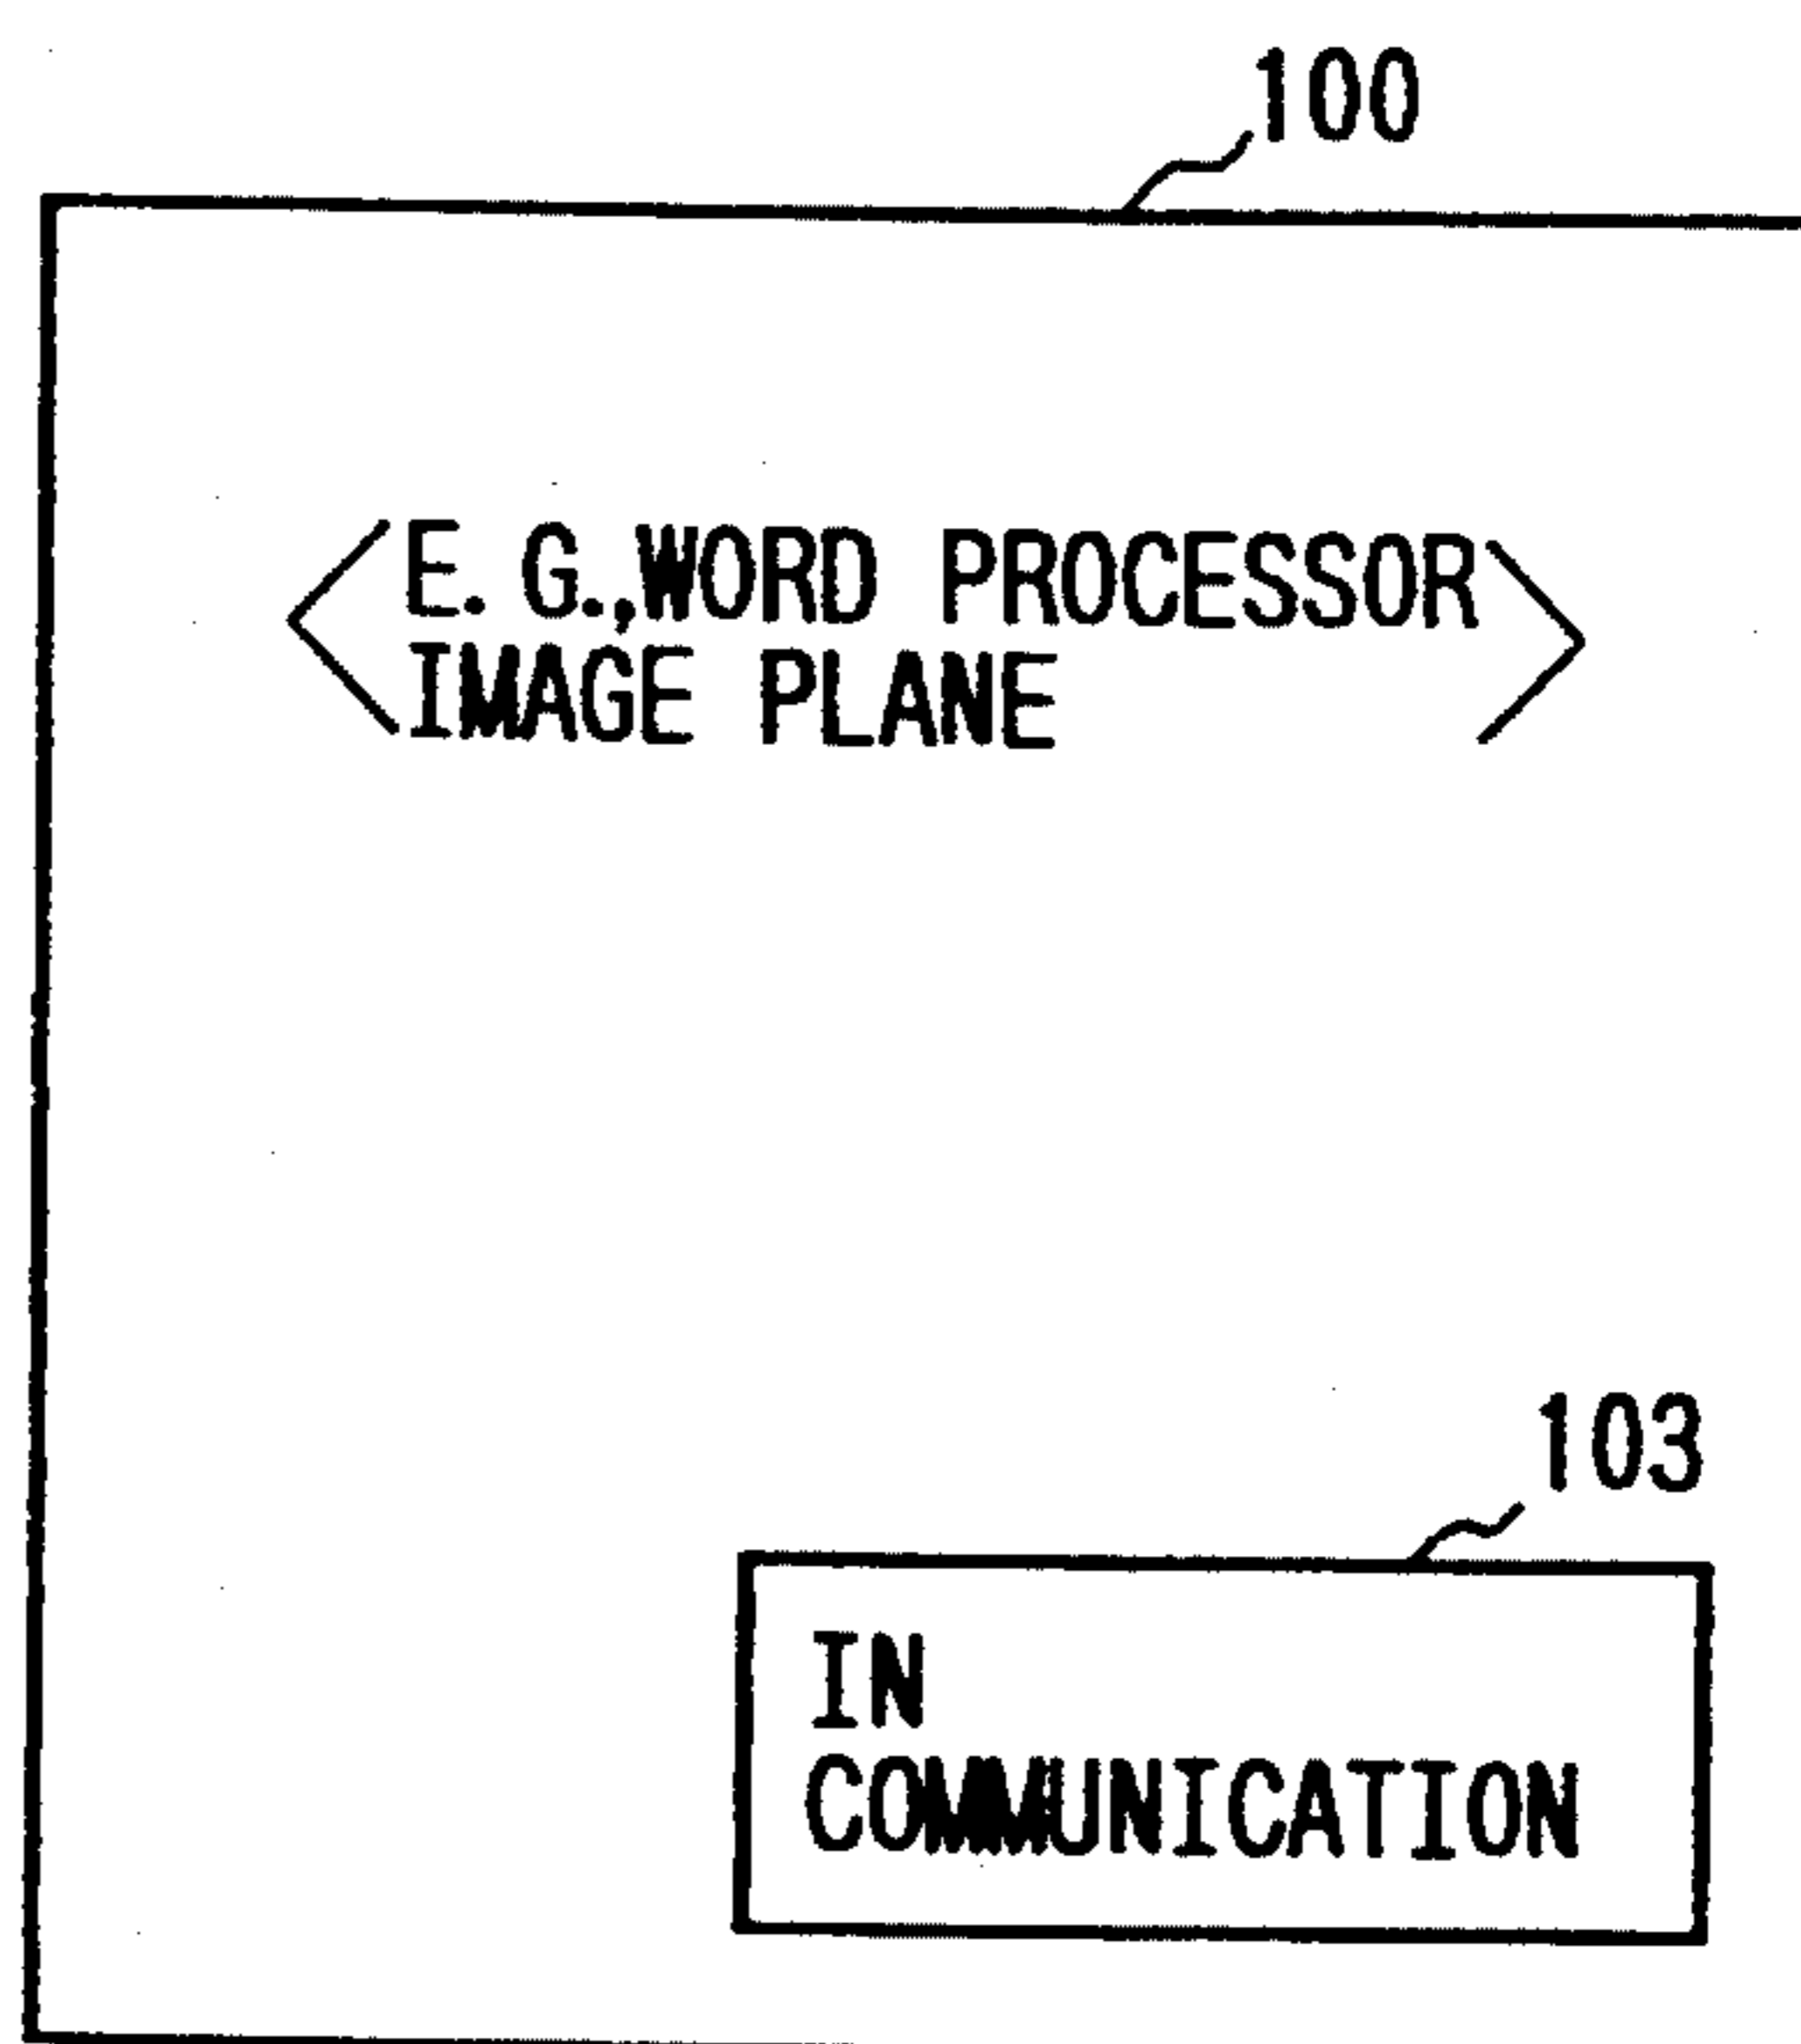 100
E.G.,WORD PROCESSOR
IMAGE PLANE
103
IN
COMMUNICATION